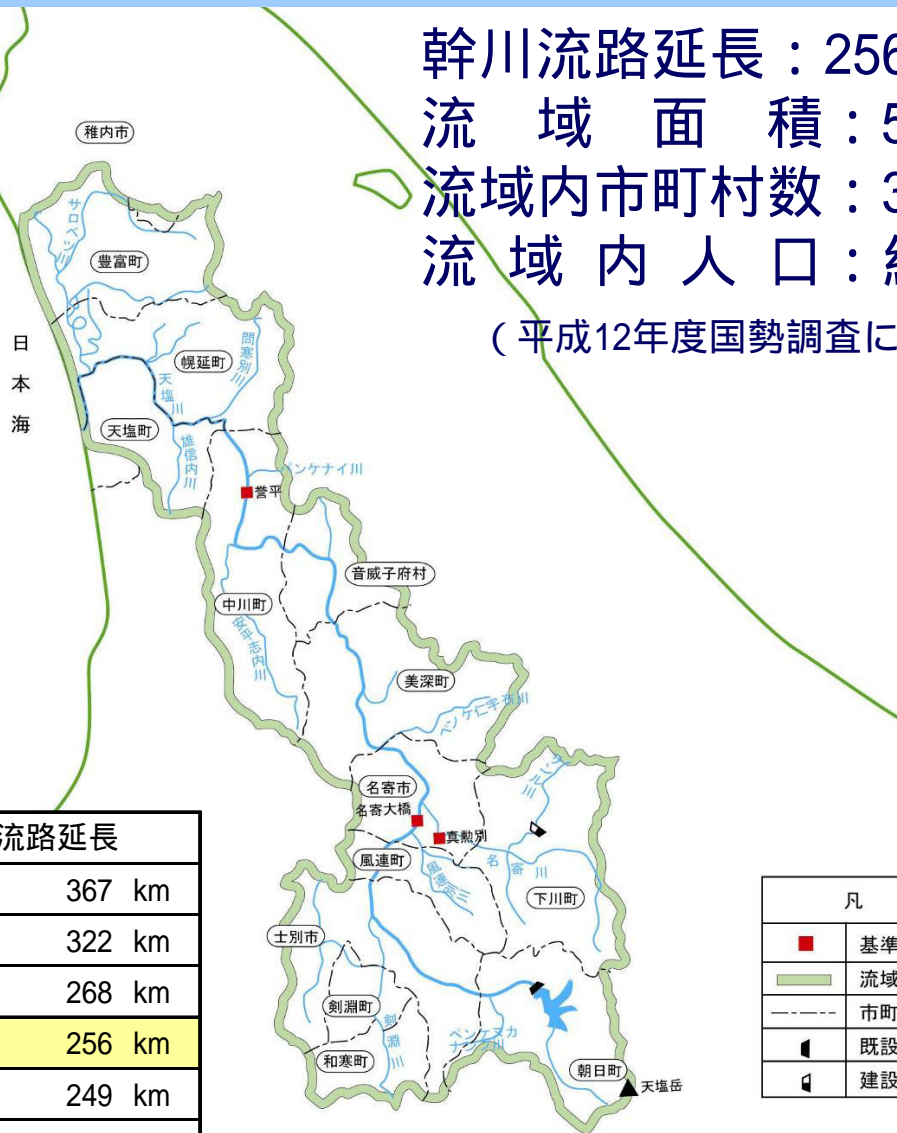 幹川流路延長：256
流域面積：5
流域内市町村数：3
流域内人口：
（平成12年度国勢調査に
稚内市
サロベツ川
豊富町
問寒別川
日本海
幌延町
天塩川
天塩町
雄信内川
パンケナイ川
誉平
音威子府村
中川町
安平志内川
美深町
ペンケニウプ川
サンル川
名寄市
名寄大橋
真勲別
風連町
名寄川
風連別川
下川町
士別市
剣淵町
剣淵川
ペンケヌカナンプ川
和寒町
朝日町
天塩岳
流路延長
367 km
322 km
268 km
256 km
249 km
凡
基準
流域
市町
既設
建設